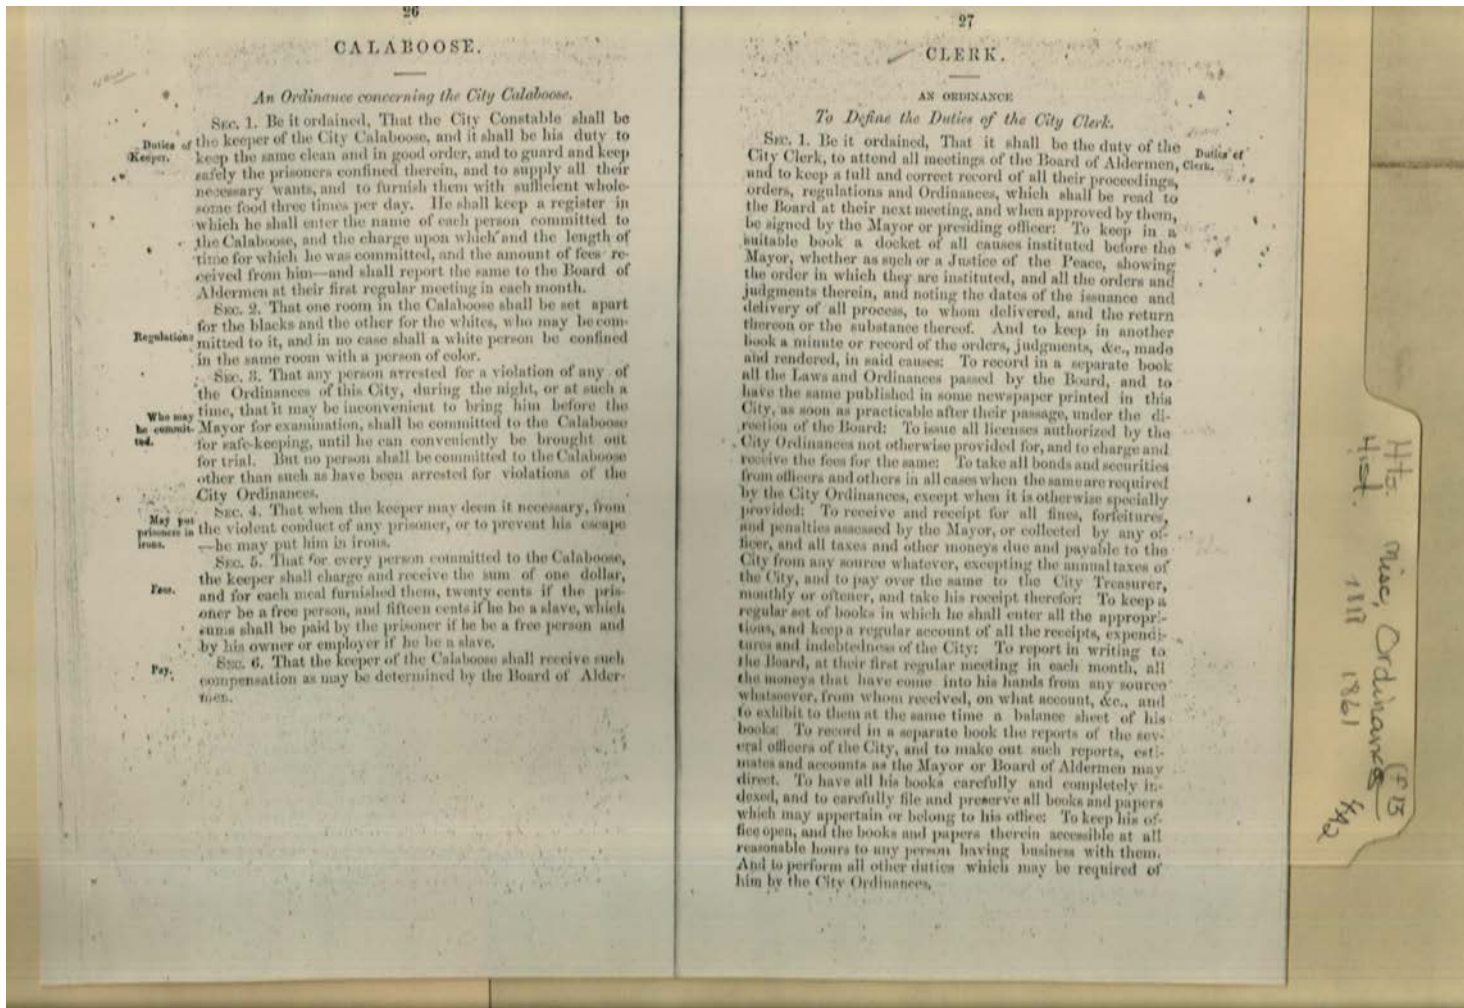 26
CALABOOSE.
An Ordinance concerning the City Calaboose.
SEC. 1. Be it ordained, That the City Constable shall be
the keeper of the City Calaboose, and it shall be his duty to
keep the same clean and in good order, and to guard and keep
safely the prisoners confined therein, and to supply all their
necessary wants, and to furnish them with sufficient whole-
some food three times per day. He shall keep a register in
which he shall enter the name of each person committed to
the Calaboose, and the charge upon which and the length of
time for which he was committed, and the amount of fees re-
ceived from him—and shall report the same to the Board of
Aldermen at their first regular meeting in each month.
Duties of
Keeper.
SEC. 2. That one room in the Calaboose shall be set apart
for the blacks and the other for the whites, who may be com-
mitted to it, and in no case shall a white person be confined
in the same room with a person of color.
Regulations
SEC. 3. That any person arrested for a violation of any of
the Ordinances of this City, during the night, or at such a
time, that it may be inconvenient to bring him before the
Mayor for examination, shall be committed to the Calaboose
for safe-keeping, until he can conveniently be brought out
for trial. But no person shall be committed to the Calaboose
other than such as have been arrested for violations of the
City Ordinances.
Who may
be commit-
ted.
SEC. 4. That when the keeper may deem it necessary, from
the violent conduct of any prisoner, or to prevent his escape
—he may put him in irons.
May put
prisoners in
irons.
SEC. 5. That for every person committed to the Calaboose,
the keeper shall charge and receive the sum of one dollar,
and for each meal furnished them, twenty cents if the pris-
oner be a free person, and fifteen cents if he be a slave, which
sums shall be paid by the prisoner if he be a free person and
by his owner or employer if he be a slave.
Fees.
SEC. 6. That the keeper of the Calaboose shall receive such
compensation as may be determined by the Board of Alder-
men.
Pay.
27
CLERK.
AN ORDINANCE
To Define the Duties of the City Clerk.
SEC. 1. Be it ordained, That it shall be the duty of the
City Clerk, to attend all meetings of the Board of Aldermen,
and to keep a full and correct record of all their proceedings,
orders, regulations and Ordinances, which shall be read to
the Board at their next meeting, and when approved by them,
be signed by the Mayor or presiding officer: To keep in a
suitable book a docket of all causes instituted before the
Mayor, whether as such or a Justice of the Peace, showing
the order in which they are instituted, and all the orders and
judgments therein, and noting the dates of the issuance and
delivery of all process, to whom delivered, and the return
thereon or the substance thereof. And to keep in another
book a minute or record of the orders, judgments, &c., made
and rendered, in said causes: To record in a separate book
all the Laws and Ordinances passed by the Board, and to
have the same published in some newspaper printed in this
City, as soon as practicable after their passage, under the di-
rection of the Board: To issue all licenses authorized by the
City Ordinances not otherwise provided for, and to charge and
receive the fees for the same: To take all bonds and securities
from officers and others in all cases when the same are required
by the City Ordinances, except when it is otherwise specially
provided: To receive and receipt for all fines, forfeitures,
and penalties assessed by the Mayor, or collected by any of-
ficer, and all taxes and other moneys due and payable to the
City from any source whatever, excepting the annual taxes of
the City, and to pay over the same to the City Treasurer,
monthly or oftener, and take his receipt therefor: To keep a
regular set of books in which he shall enter all the appropri-
tions, and keep a regular account of all the receipts, expendi-
tures and indebtedness of the City: To report in writing to
the Board, at their first regular meeting in each month, all
the moneys that have come into his hands from any source
whatsoever, from whom received, on what account, &c., and
to exhibit to them at the same time a balance sheet of his
books: To record in a separate book the reports of the sev-
eral officers of the City, and to make out such reports, esti-
mates and accounts as the Mayor or Board of Aldermen may
direct. To have all his books carefully and completely in-
dexed, and to carefully file and preserve all books and papers
which may appertain or belong to his office: To keep his of-
fice open, and the books and papers therein accessible at all
reasonable hours to any person having business with them.
And to perform all other duties which may be required of
him by the City Ordinances.
Duties of
Clerk.
Hist.
Misc. Ordinances
1861